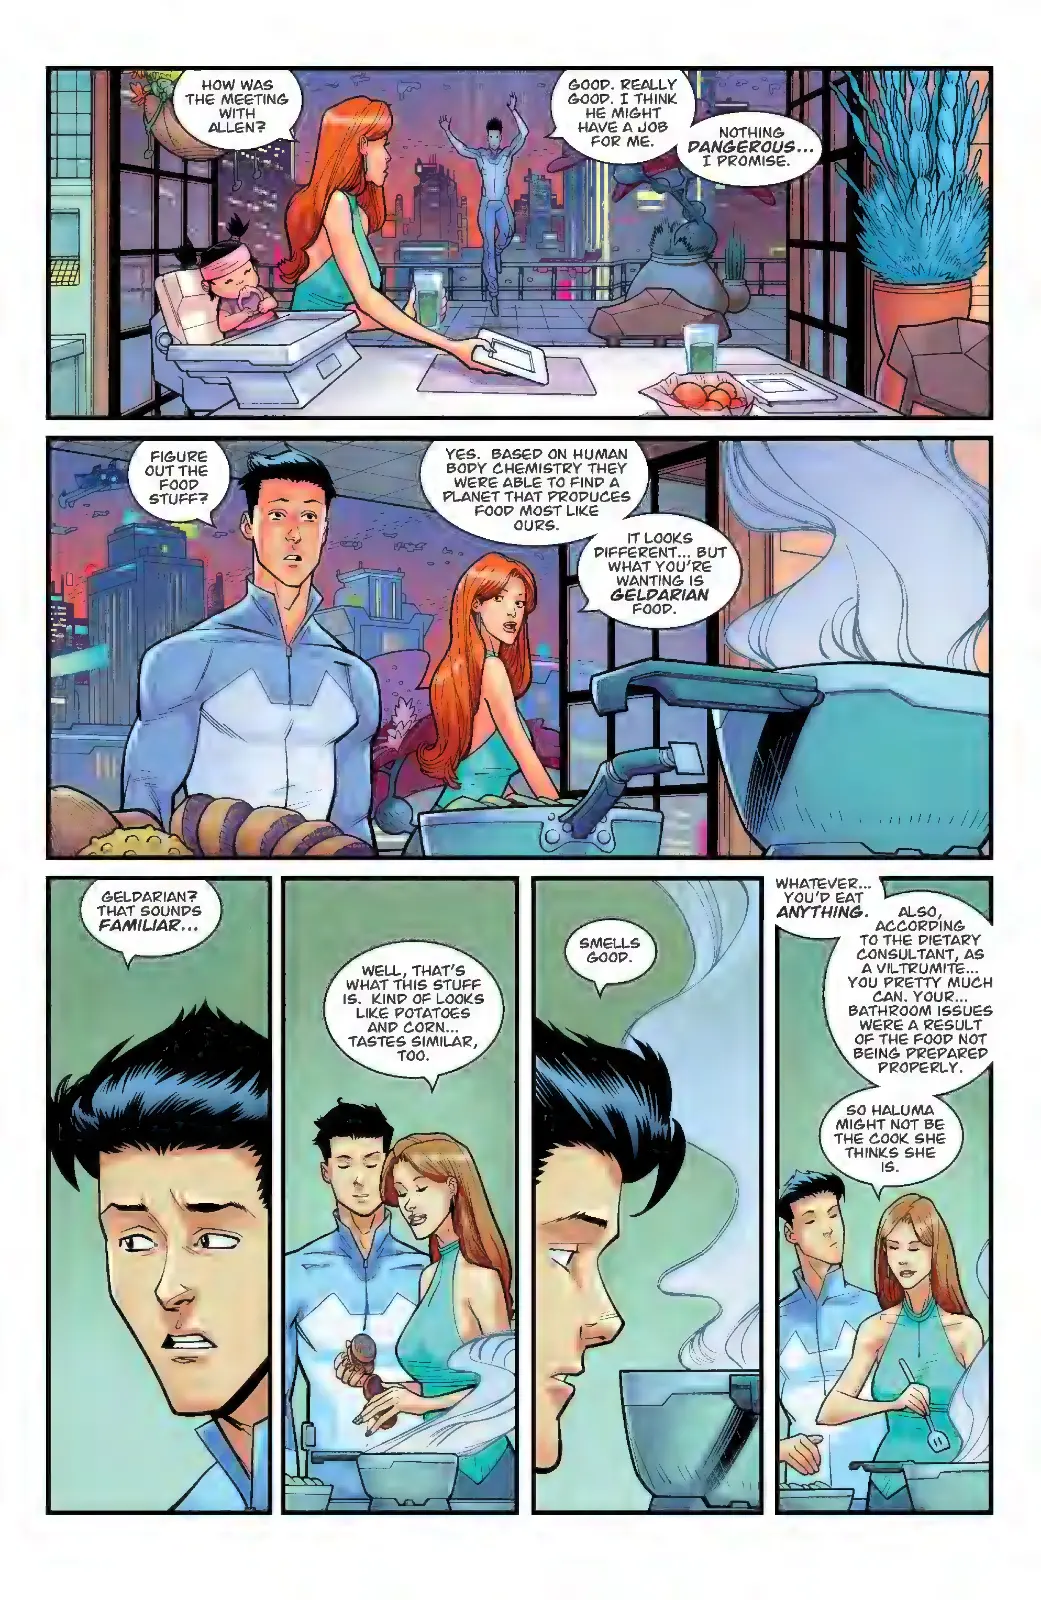 HOW WAS
THE MEETING
WITH
ALLEN?
GOOD. REALLY
GOOD. I THINK
HE MIGHT
HAVE A JOB
FOR ME.
NOTHING
DANGEROUS...
I PROMISE.
FIGURE
OUT THE
FOOD
STUFF?
YES. BASED ON HUMAN
BODY CHEMISTRY THEY
WERE ABLE TO FIND A
PLANET THAT PRODUCES
FOOD MOST LIKE
OURS.
IT LOOKS
DIFFERENT... BUT
WHAT YOU'RE
WANTING IS
GELDARIAN
FOOD.
GELDARIAN?
THAT SOUNDS
FAMILIAR...
WELL, THAT'S
WHAT THIS STUFF
IS. KIND OF LOOKS
LIKE POTATOES
AND CORN...
TASTES SIMILAR,
TOO.
SMELLS
GOOD.
WHATEVER...
YOU'D EAT
ANYTHING.
ALSO,
ACCORDING
TO THE DIETARY
CONSULTANT, AS
A VILTRUMITE...
YOU PRETTY MUCH
CAN. YOUR...
BATHROOM ISSUES
WERE A RESULT
OF THE FOOD NOT
BEING PREPARED
PROPERLY.
SO HALUMA
MIGHT NOT BE
THE COOK SHE
THINKS SHE
IS.